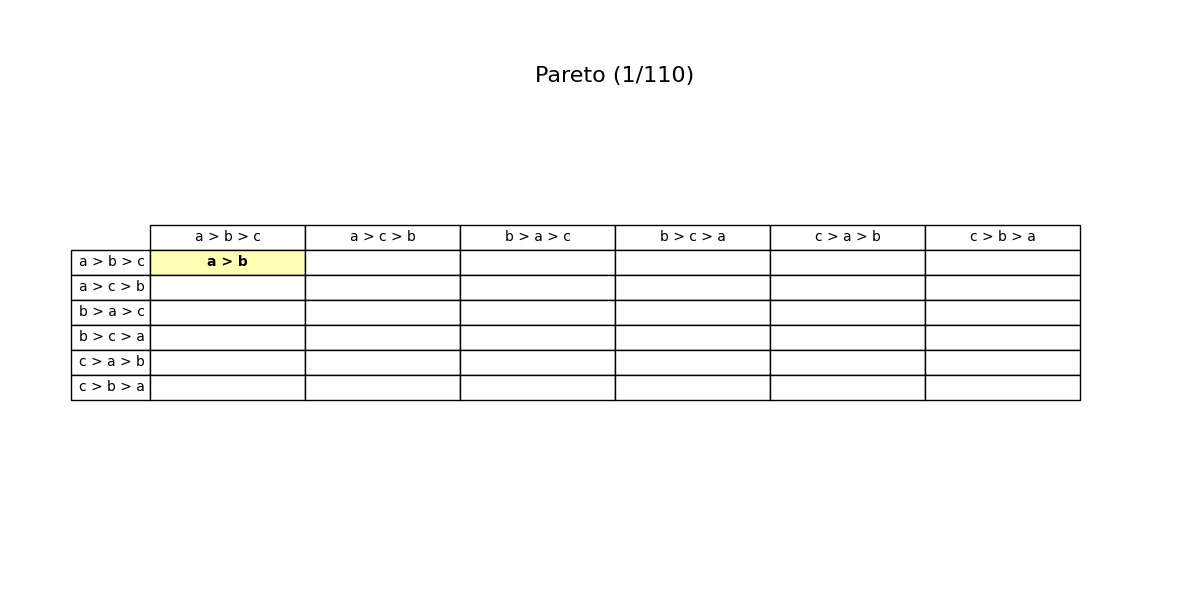 Pareto (1/110)
a > b > c a > c > b b > a > c b > c > a c > a > b c > b > a
a > b > c a > b
a > c > b
b > a > c
b > c > a
c > a > b
c > b > a